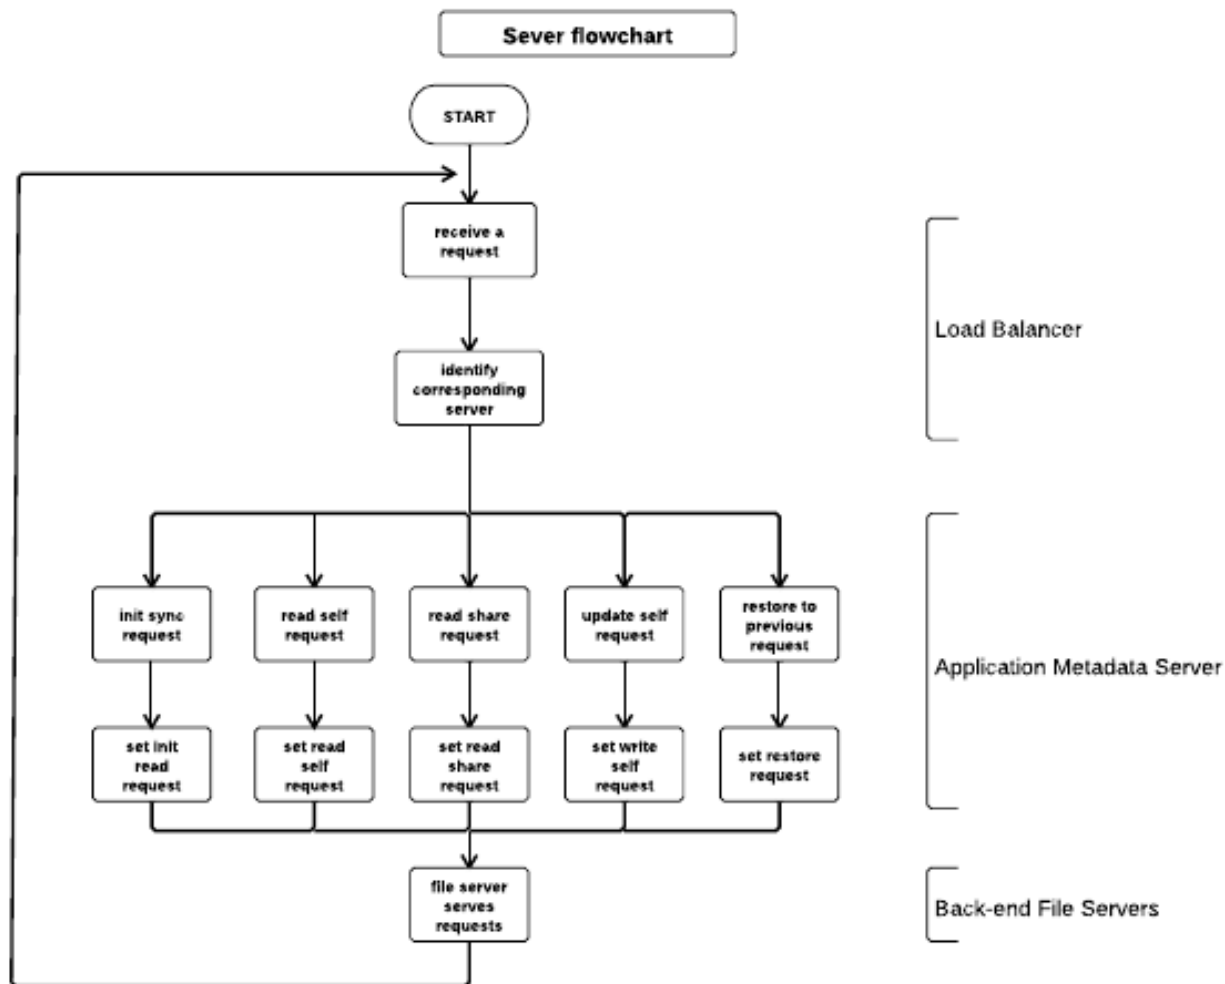 Sever flowchart
START
receive a
request
identify
corresponding
server
Load Balancer
init sync
request
read self
request
read share
request
update self
request
restore to
previous
request
set init
read
request
set read
self
request
set read
share
request
set write
self
request
set restore
request
Application Metadata Server
file server
serves
requests
Back-end File Servers